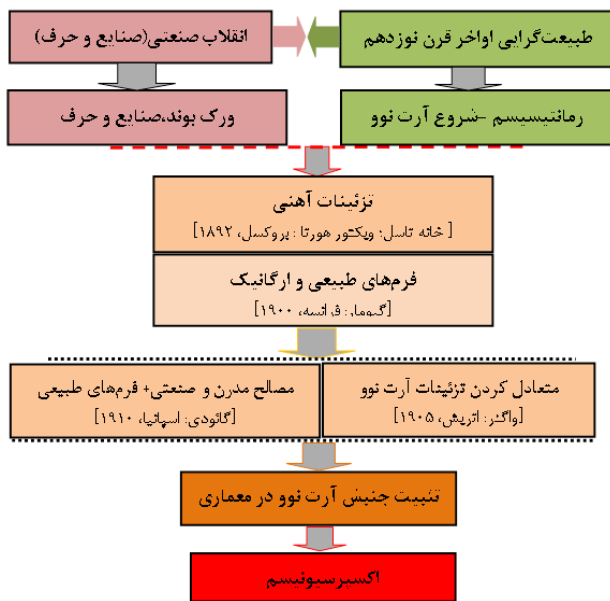 طبیعت‌گرایی اواخر قرن نوزدهم
انقلاب صنعتی(صنایع و حرف)
رمانتیسیسم -شروع آرت نوو
ورک بوند،صنایع و حرف
تزئینات آهنی
[ خانه تاسل؛ ویکتور هورتا : بروکسل، ۱۸۹۲]
فرم‌های طبیعی و ارگانیک
[گیومار: فرانسه، ۱۹۰۰]
متعادل کردن تزئینات آرت نوو
[واگنر: اتریش، ۱۹۰۵]
مصالح مدرن و صنعتی+ فرم‌های طبیعی
[گائودی: اسپانیا، ۱۹۱۰]
تثبیت جنبش آرت نوو در معماری
اکسپرسیونیسم